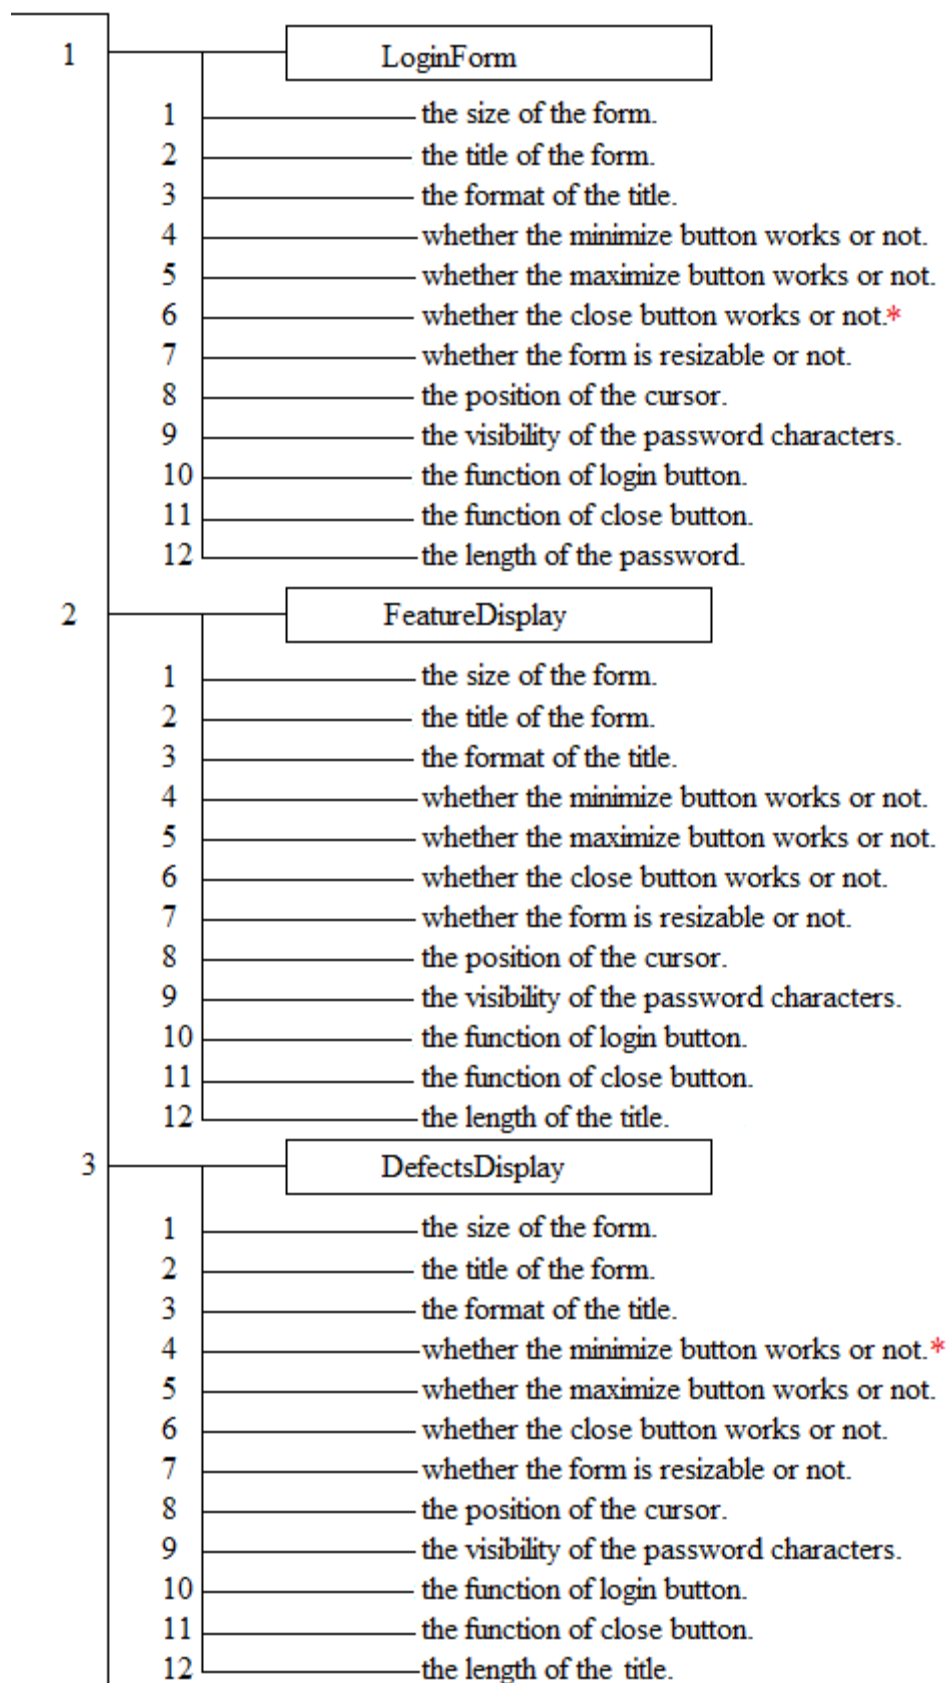 1 LoginForm
1 the size of the form.
2 the title of the form.
3 the format of the title.
4 whether the minimize button works or not.
5 whether the maximize button works or not.
6 whether the close button works or not.*
7 whether the form is resizable or not.
8 the position of the cursor.
9 the visibility of the password characters.
10 the function of login button.
11 the function of close button.
12 the length of the password.
2 FeatureDisplay
1 the size of the form.
2 the title of the form.
3 the format of the title.
4 whether the minimize button works or not.
5 whether the maximize button works or not.
6 whether the close button works or not.
7 whether the form is resizable or not.
8 the position of the cursor.
9 the visibility of the password characters.
10 the function of login button.
11 the function of close button.
12 the length of the title.
3 DefectsDisplay
1 the size of the form.
2 the title of the form.
3 the format of the title.
4 whether the minimize button works or not.*
5 whether the maximize button works or not.
6 whether the close button works or not.
7 whether the form is resizable or not.
8 the position of the cursor.
9 the visibility of the password characters.
10 the function of login button.
11 the function of close button.
12 the length of the title.